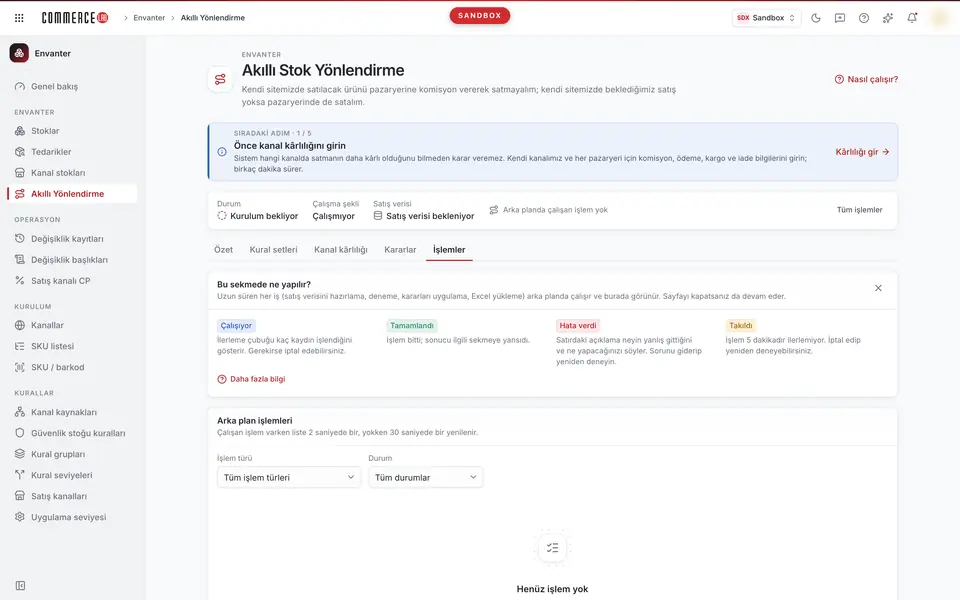 COMMERCE LAB
Envanter
Akıllı Yönlendirme
SANDBOX
SDX Sandbox
Envanter
Genel bakış
ENVANTER
Stoklar
Tedarikler
Kanal stokları
Akıllı Yönlendirme
OPERASYON
Değişiklik kayıtları
Değişiklik başlıkları
Satış kanalı CP
KURULUM
Kanallar
SKU listesi
SKU / barkod
KURALLAR
Kanal kaynakları
Güvenlik stoğu kuralları
Kural grupları
Kural seviyeleri
Satış kanalları
Uygulama seviyesi
ENVANTER
Akıllı Stok Yönlendirme
Kendi sitemizde satılacak ürünü pazaryerine komisyon vererek satmayalım; kendi sitemizde beklediğimiz satış
yoksa pazaryerinde de satalım.
Nasıl çalışır?
SIRADAKİ ADIM · 1 / 5
Önce kanal kârlılığını girin
Sistem hangi kanalda satmanın daha kârlı olduğunu bilmeden karar veremez. Kendi kanalımız ve her pazaryeri için komisyon, ödeme, kargo ve iade bilgilerini girin;
birkaç dakika sürer.
Kârlılığı gir
Durum
Kurulum bekliyor
Çalışma şekli
Çalışmıyor
Satış verisi
Satış verisi bekleniyor
Arka planda çalışan işlem yok
Tüm işlemler
Özet
Kural setleri
Kanal kârlılığı
Kararlar
İşlemler
Bu sekmede ne yapılır?
Uzun süren her iş (satış verisini hazırlama, deneme, kararları uygulama, Excel yükleme) arka planda çalışır ve burada görünür. Sayfayı kapatsanız da devam eder.
Çalışıyor
İlerleme çubuğu kaç kaydın işlendiğini
gösterir. Gerekirse iptal edebilirsiniz.
Tamamlandı
İşlem bitti; sonucu ilgili sekmeye yansıdı.
Hata verdi
Satırdaki açıklama neyin yanlış gittiğini
ve ne yapacağınızı söyler. Sorunu giderip
yeniden deneyin.
Takıldı
İşlem 5 dakikadır ilerlemiyor. İptal edip
yeniden deneyebilirsiniz.
Daha fazla bilgi
Arka plan işlemleri
Çalışan işlem varken liste 2 saniyede bir, yokken 30 saniyede bir yenilenir.
İşlem türü
Tüm işlem türleri
Durum
Tüm durumlar
Henüz işlem yok